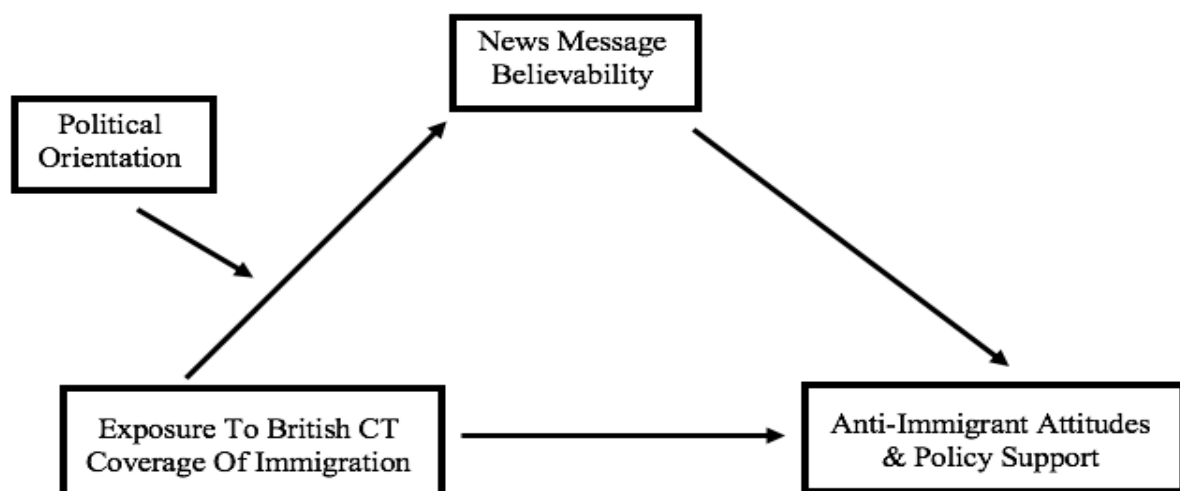 News Message
Believability
Political
Orientation
Exposure To British CT
Coverage Of Immigration
Anti-Immigrant Attitudes
& Policy Support